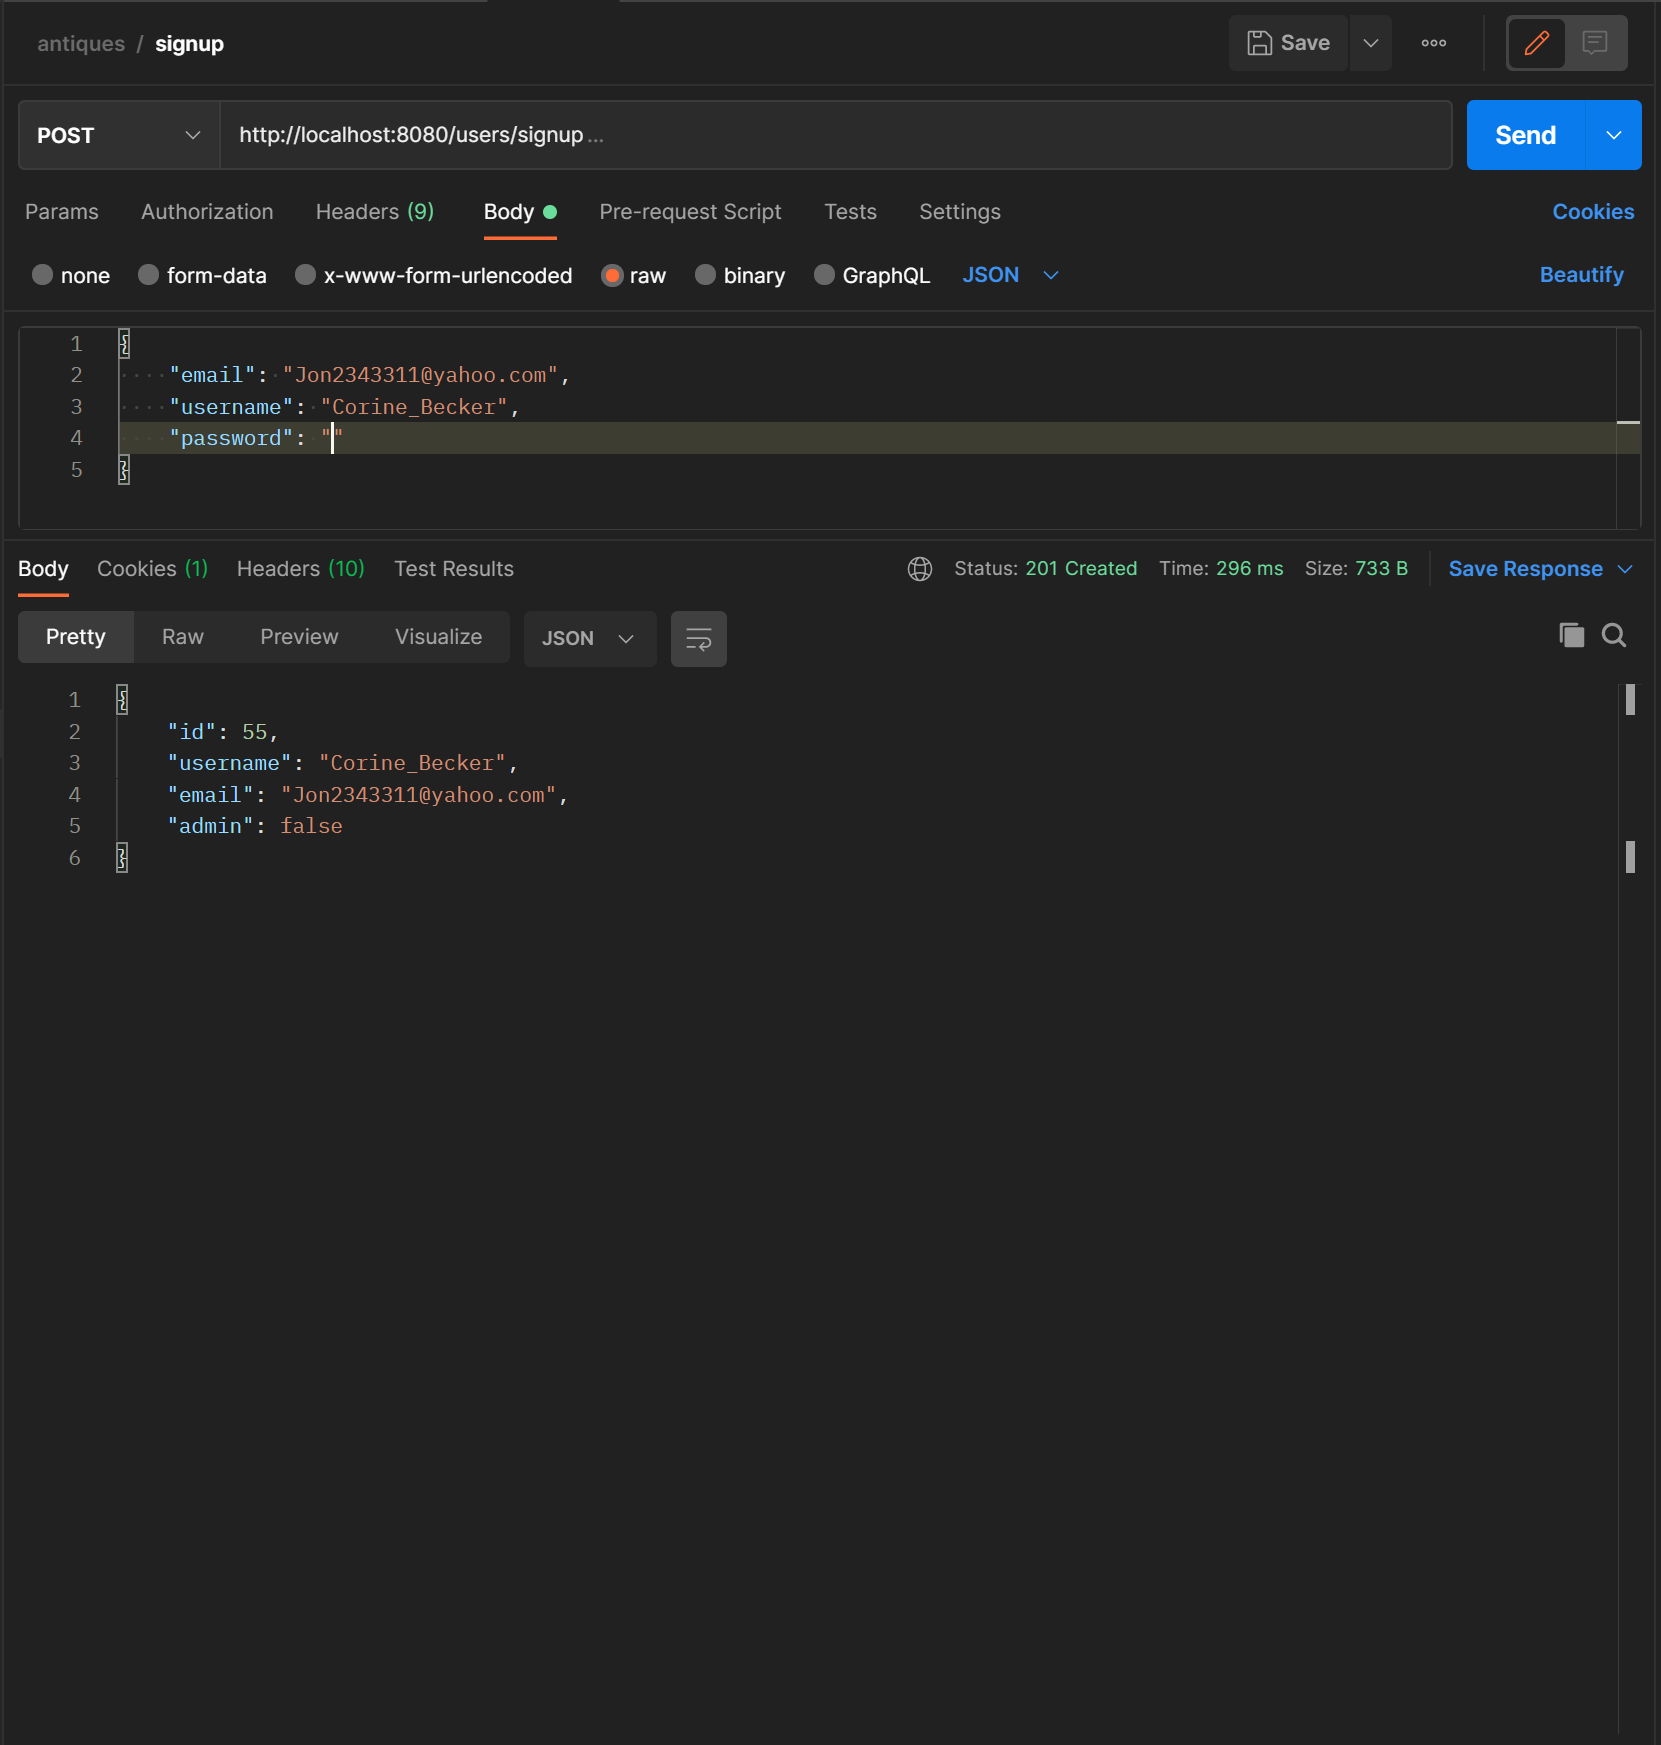 antiques / signup
Save
POST
http://localhost:8080/users/signup ...
Send
Params Authorization Headers (9) Body Pre-request Script Tests Settings Cookies
none form-data x-www-form-urlencoded raw binary GraphQL JSON Beautify
1 {
2 "email": "Jon2343311@yahoo.com",
3 "username": "Corine_Becker",
4 "password": ""
5 }
Body Cookies (1) Headers (10) Test Results Status: 201 Created Time: 296 ms Size: 733 B Save Response
Pretty Raw Preview Visualize JSON
1 {
2 "id": 55,
3 "username": "Corine_Becker",
4 "email": "Jon2343311@yahoo.com",
5 "admin": false
6 }